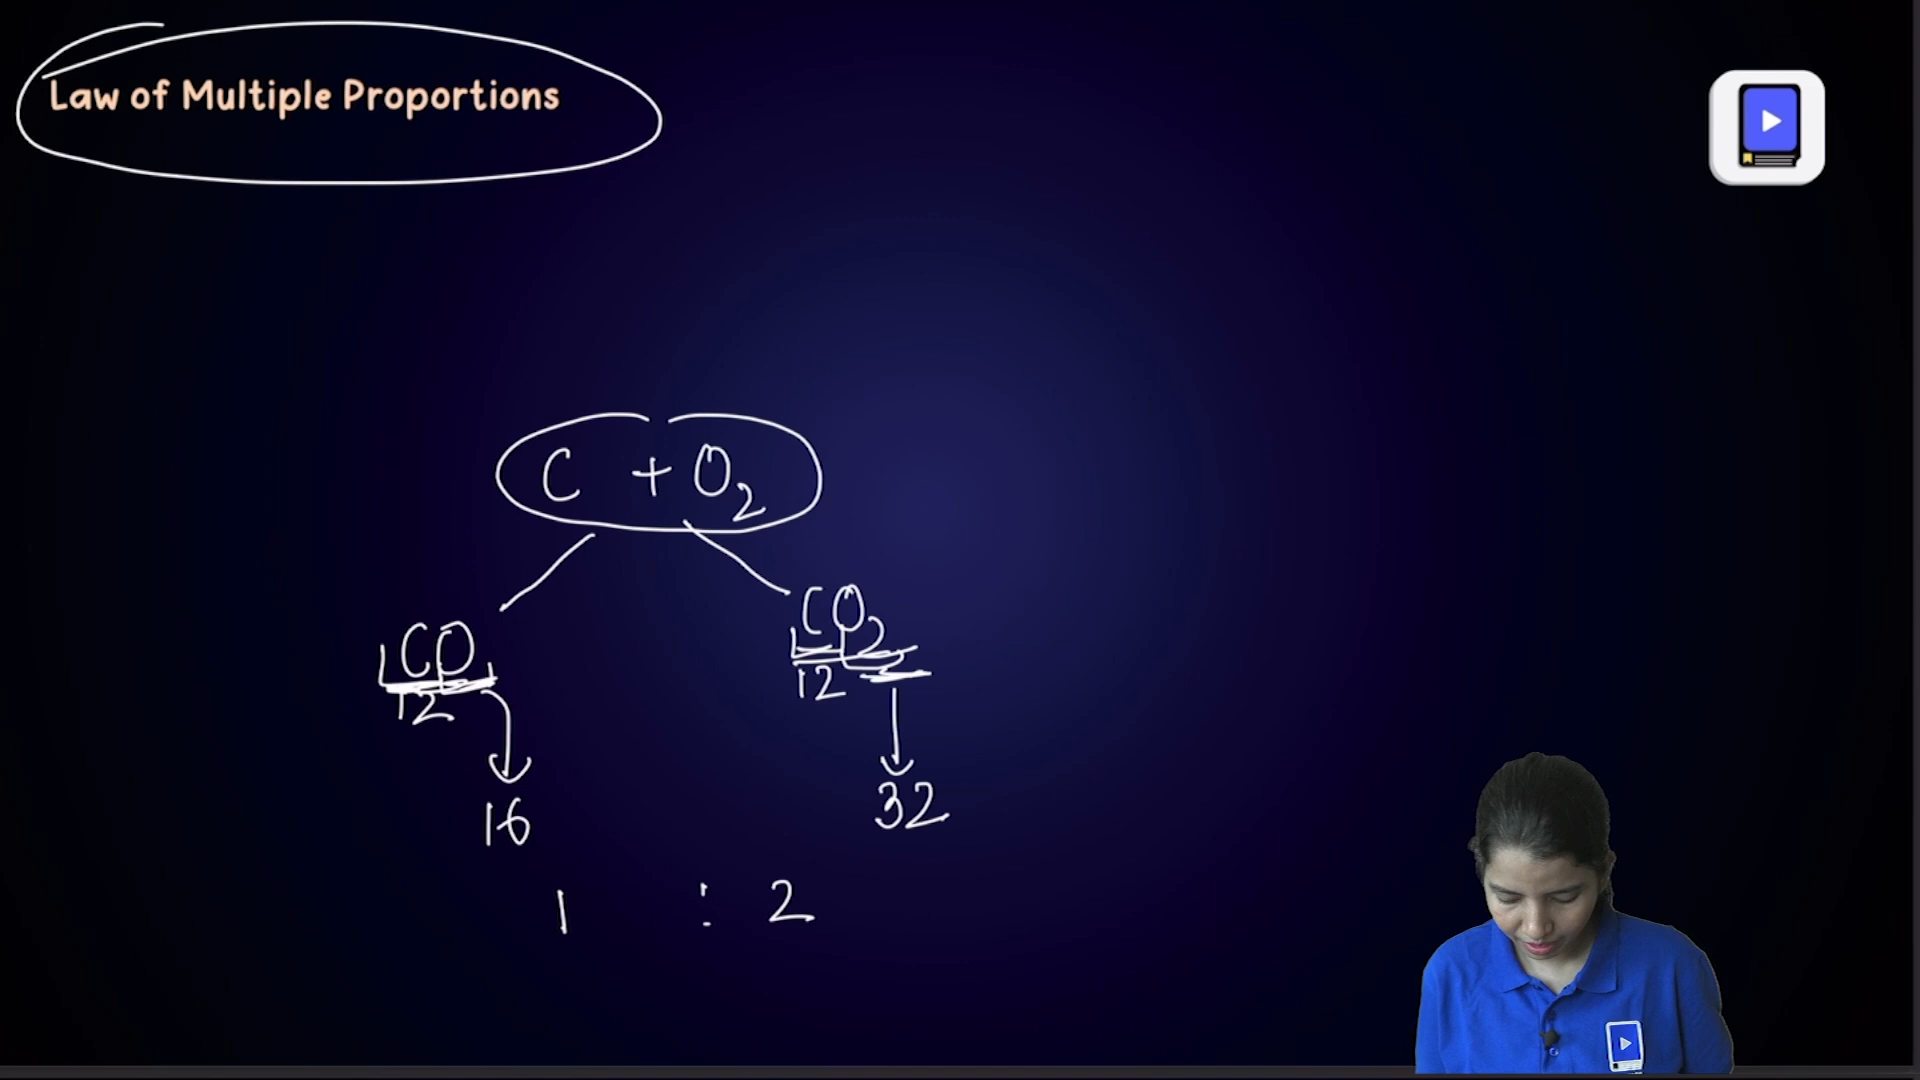 Law of Multiple Proportions
C + O₂
CO CO₂
12 12
16 32
1 : 2